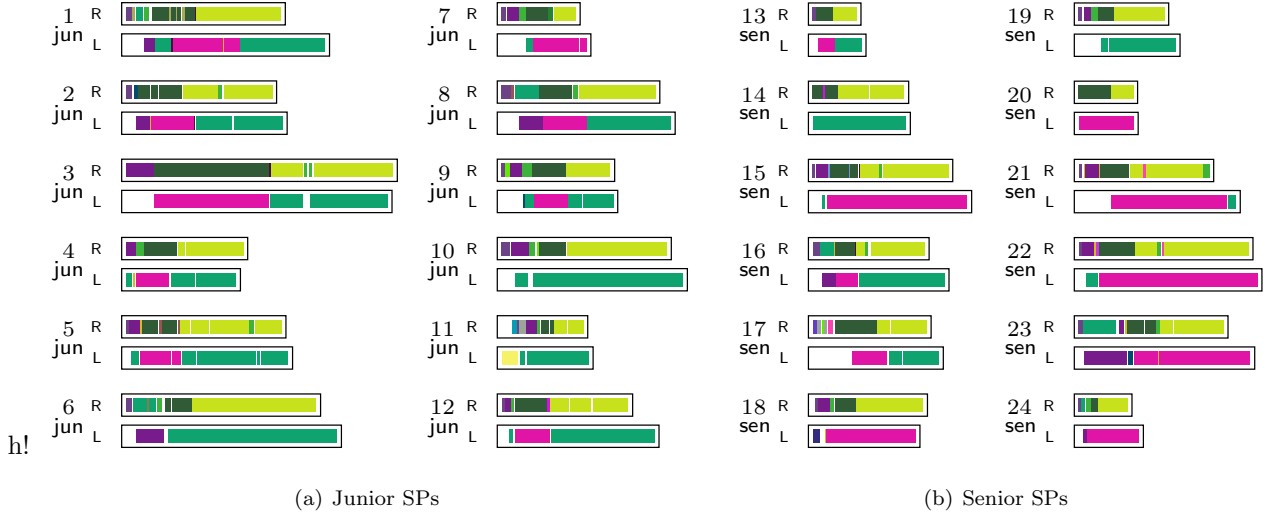 1 R 7 R 13 R 19 R
jun L jun L sen L sen L
2 R 8 R 14 R 20 R
jun L jun L sen L sen L
3 R 9 R 15 R 21 R
jun L jun L sen L sen L
4 R 10 R 16 R 22 R
jun L jun L sen L sen L
5 R 11 R 17 R 23 R
jun L jun L sen L sen L
6 R 12 R 18 R 24 R
jun L jun L sen L sen L
h!
(a) Junior SPs (b) Senior SPs